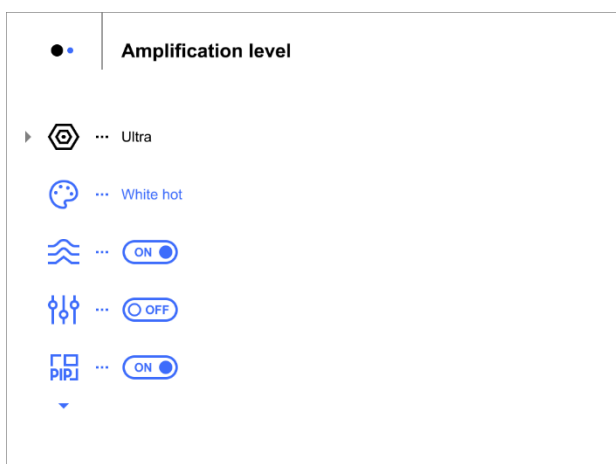 Amplification level
··· Ultra
··· White hot
··· ON
··· OFF
PIP ··· ON